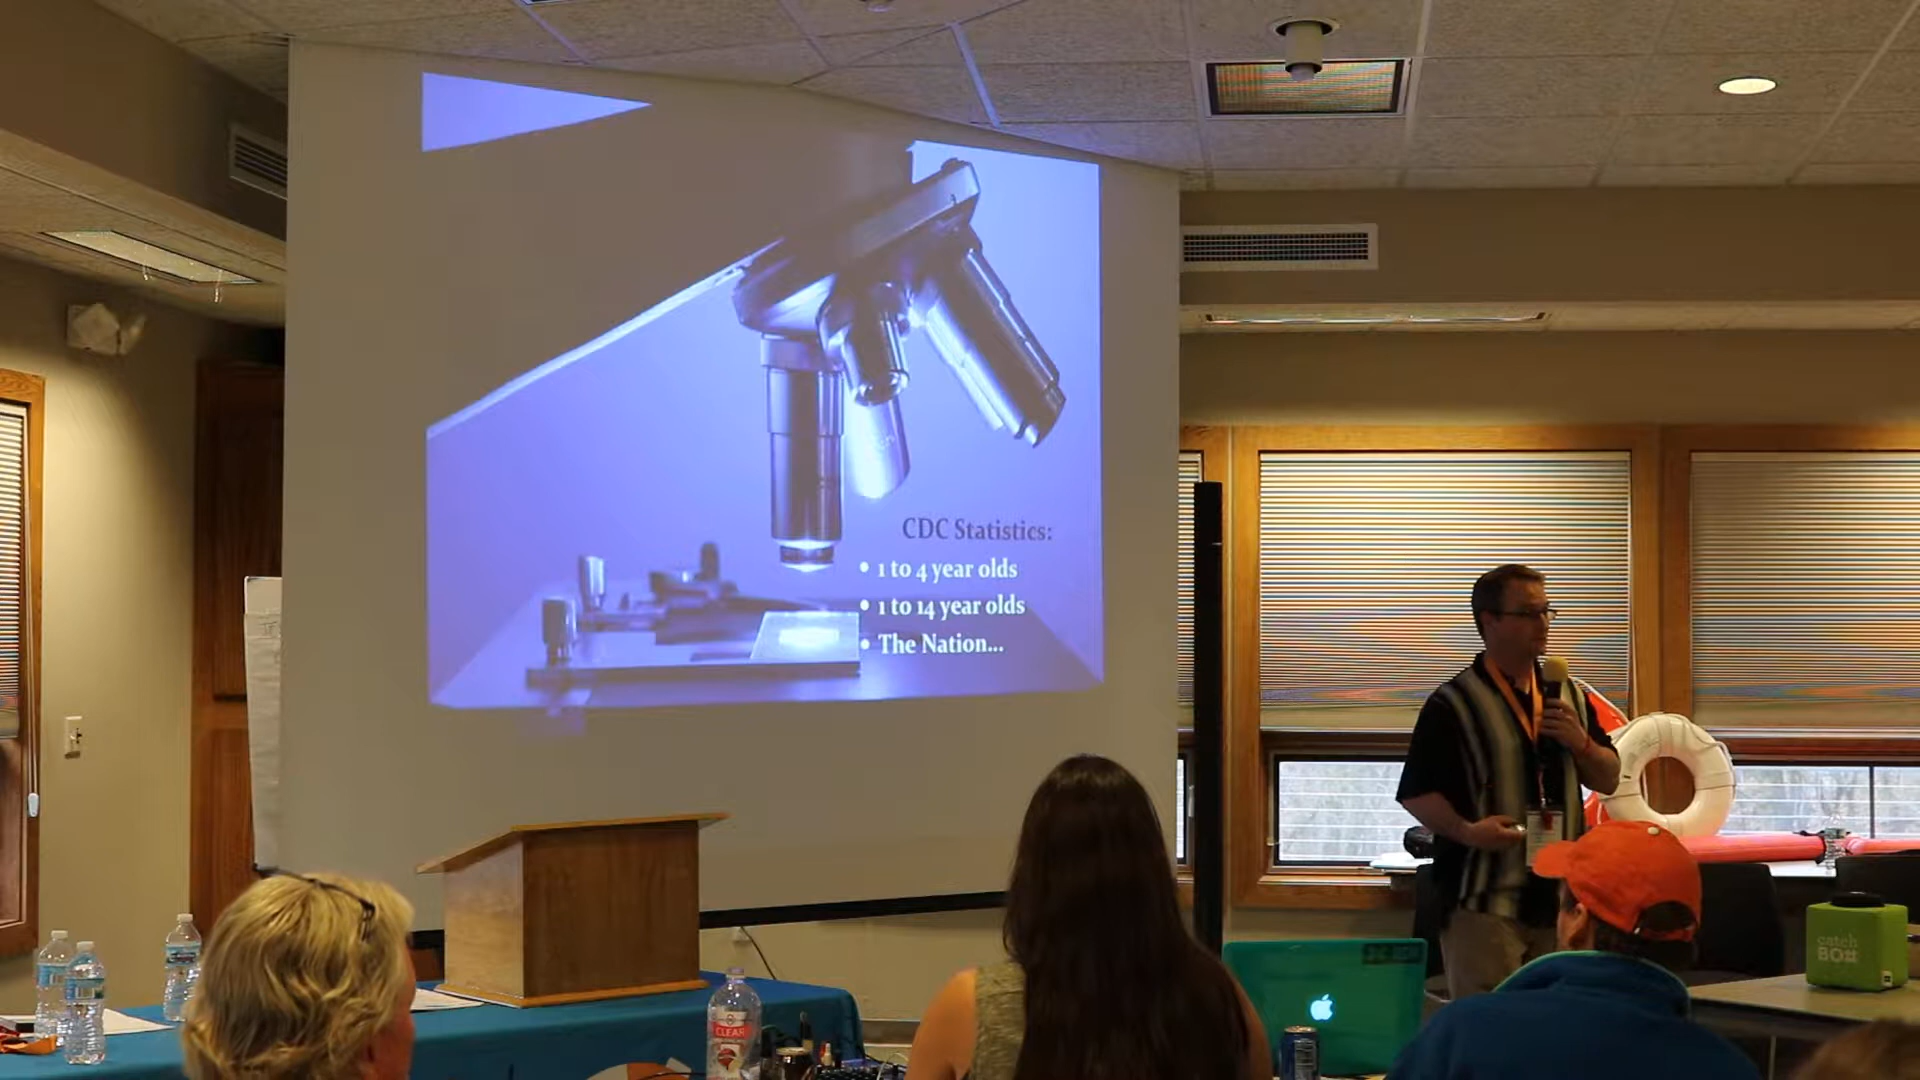 CDC Statistics:
• 1 to 4 year olds
• 1 to 14 year olds
• The Nation...
CLEAR
catch
BOX